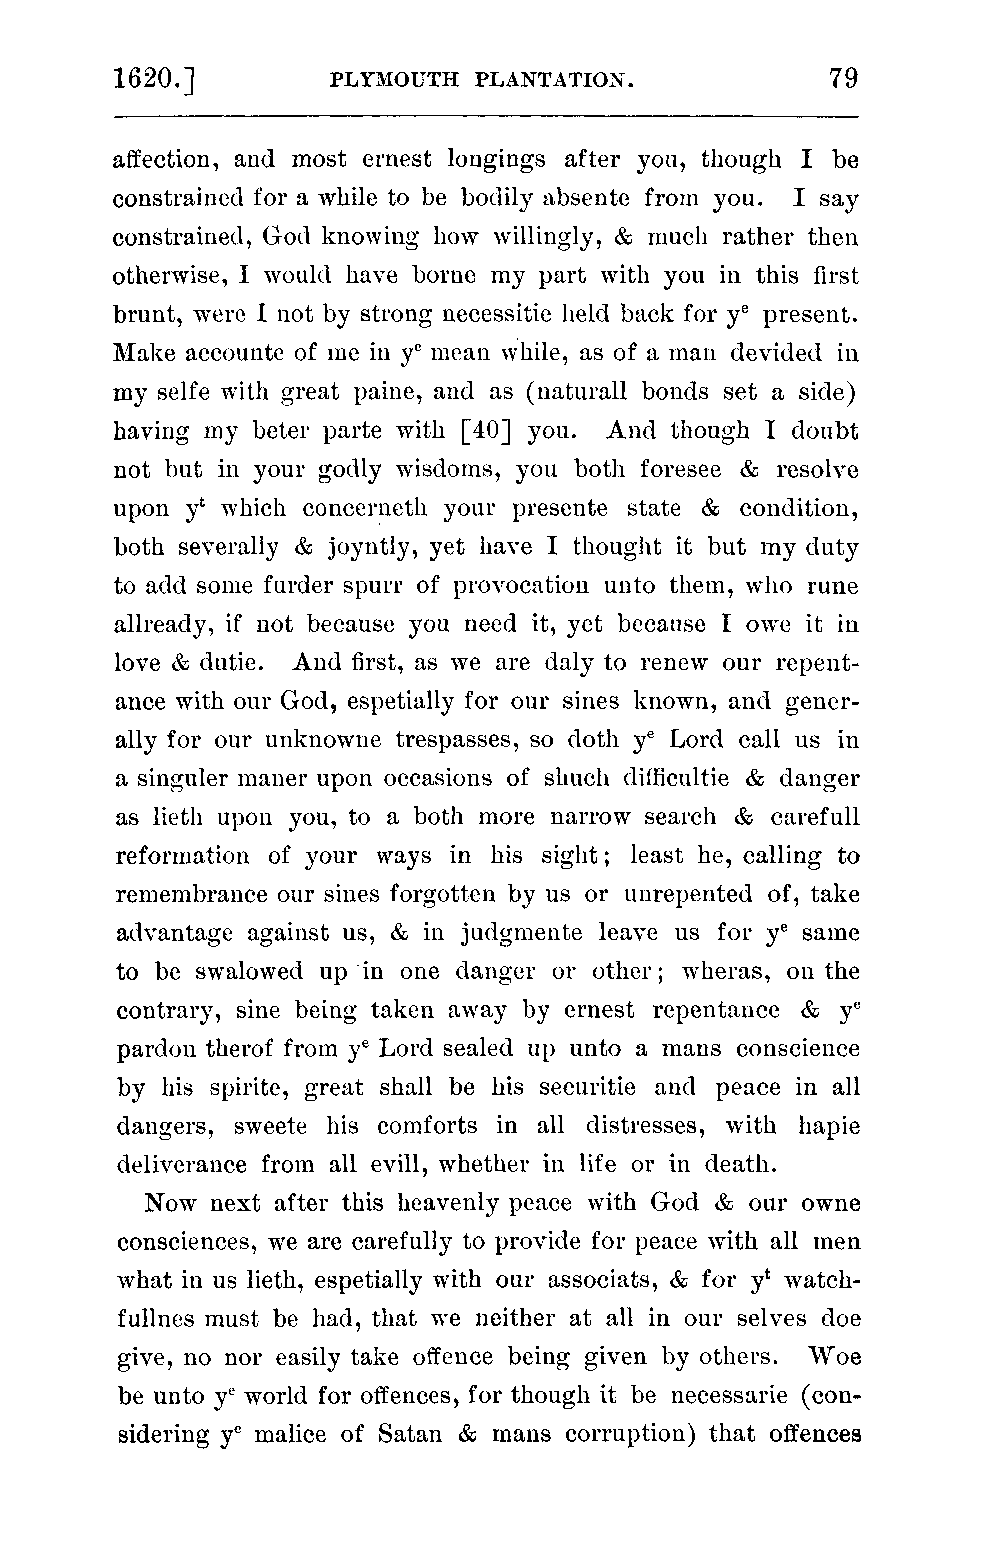 1620.] PLYMOUTH PLANTATION. 79
affection, and most ernest longings after you, though I be
constrained for a while to be bodily absente from you. I say
constrained, God knowing how willingly, & much rather then
otherwise, I would have borne my part with you in this first
brunt, were I not by strong necessitie held back for yᵉ present.
Make accounte of me in yᵉ mean while, as of a man devided in
my selfe with great paine, and as (naturall bonds set a side)
having my beter parte with [40] you. And though I doubt
not but in your godly wisdoms, you both foresee & resolve
upon yᵗ which concerneth your presente state & condition,
both severally & joyntly, yet have I thought it but my duty
to add some furder spurr of provocation unto them, who rune
allready, if not because you need it, yet because I owe it in
love & dutie. And first, as we are daly to renew our repent-
ance with our God, espetially for our sines known, and gener-
ally for our unknowne trespasses, so doth yᵉ Lord call us in
a singuler maner upon occasions of shuch difficultie & danger
as lieth upon you, to a both more narrow search & carefull
reformation of your ways in his sight; least he, calling to
remembrance our sines forgotten by us or unrepented of, take
advantage against us, & in judgmente leave us for yᵉ same
to be swalowed up in one danger or other; wheras, on the
contrary, sine being taken away by ernest repentance & yᵉ
pardon therof from yᵉ Lord sealed up unto a mans conscience
by his spirite, great shall be his securitie and peace in all
dangers, sweete his comforts in all distresses, with hapie
deliverance from all evill, whether in life or in death.
Now next after this heavenly peace with God & our owne
consciences, we are carefully to provide for peace with all men
what in us lieth, espetially with our associats, & for yᵗ watch-
fullnes must be had, that we neither at all in our selves doe
give, no nor easily take offence being given by others. Woe
be unto yᵉ world for offences, for though it be necessarie (con-
sidering yᵉ malice of Satan & mans corruption) that offences